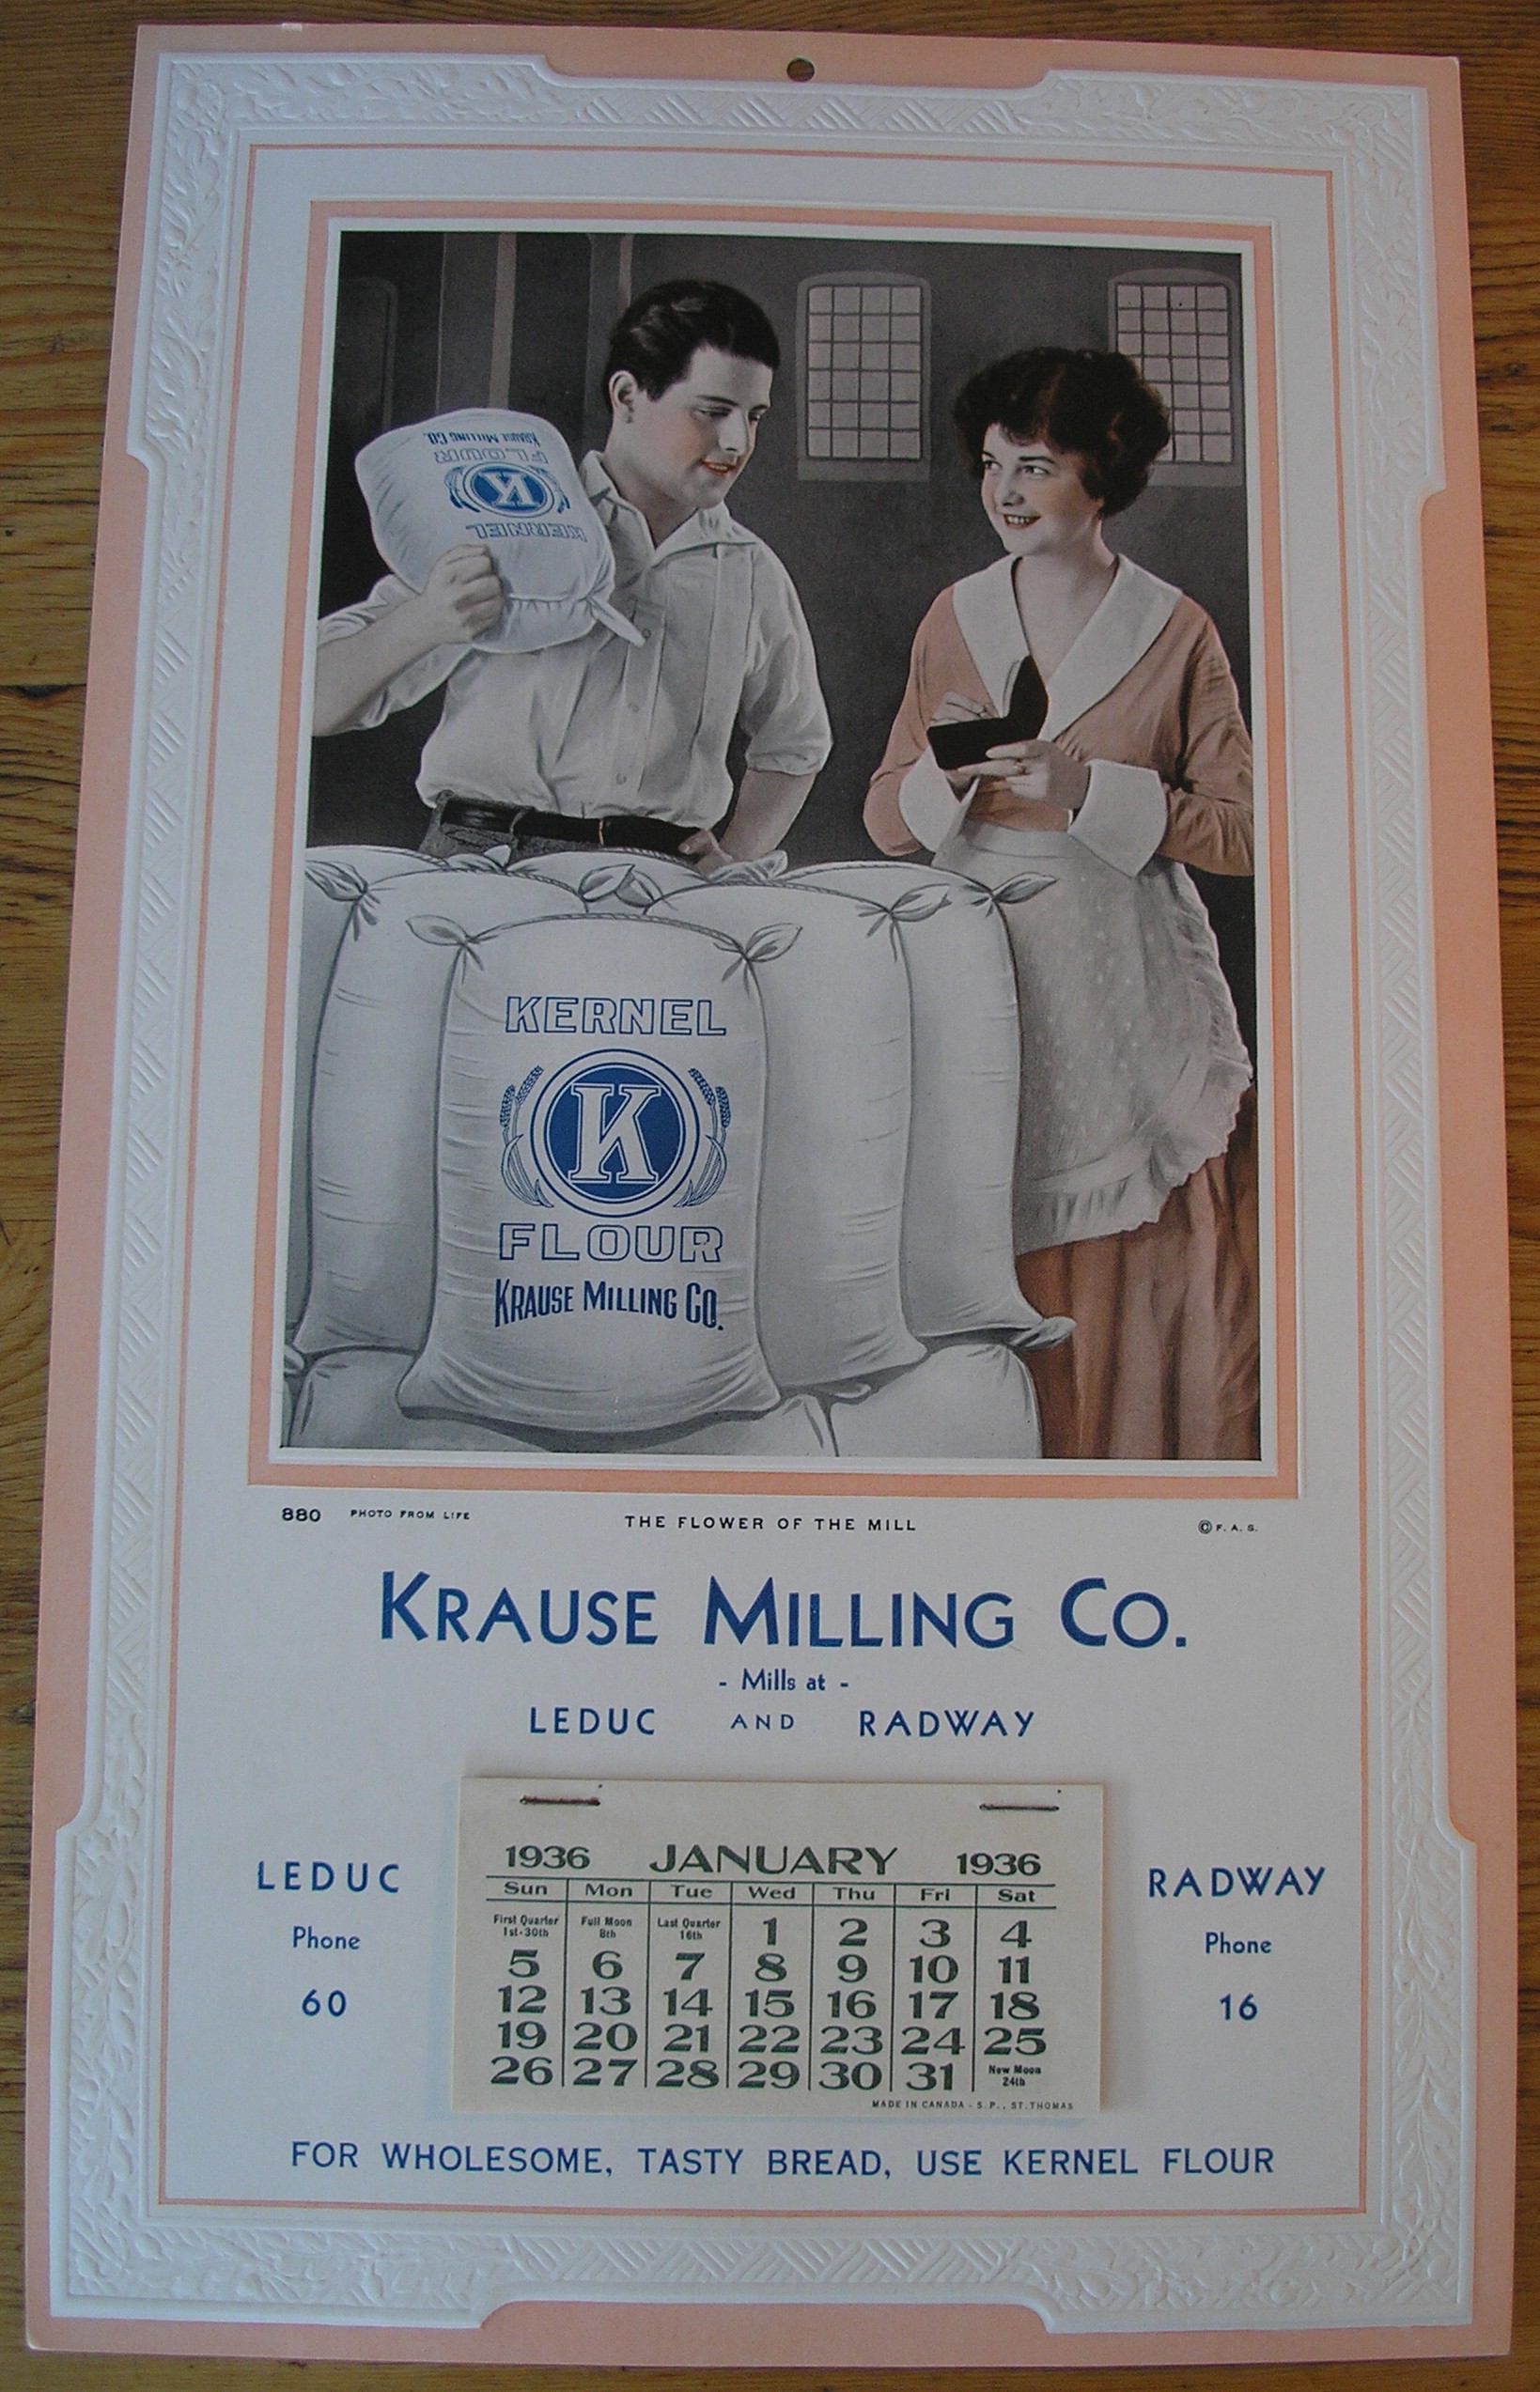 KRAUSE MILLING CO.
FLOUR
K
KERNEL
KERNEL
K
FLOUR
KRAUSE MILLING CO.
880 PHOTO FROM LIFE THE FLOWER OF THE MILL © F. A. S.
KRAUSE MILLING CO.
- Mills at -
LEDUC AND RADWAY
LEDUC
Phone
60
1936 JANUARY 1936
Sun Mon Tue Wed Thu Fri Sat
First Quarter 1st-30th Full Moon 8th Last Quarter 16th 1 2 3 4
5 6 7 8 9 10 11
12 13 14 15 16 17 18
19 20 21 22 23 24 25
26 27 28 29 30 31 New Moon 24th
MADE IN CANADA - S. P., ST. THOMAS
RADWAY
Phone
16
FOR WHOLESOME, TASTY BREAD, USE KERNEL FLOUR